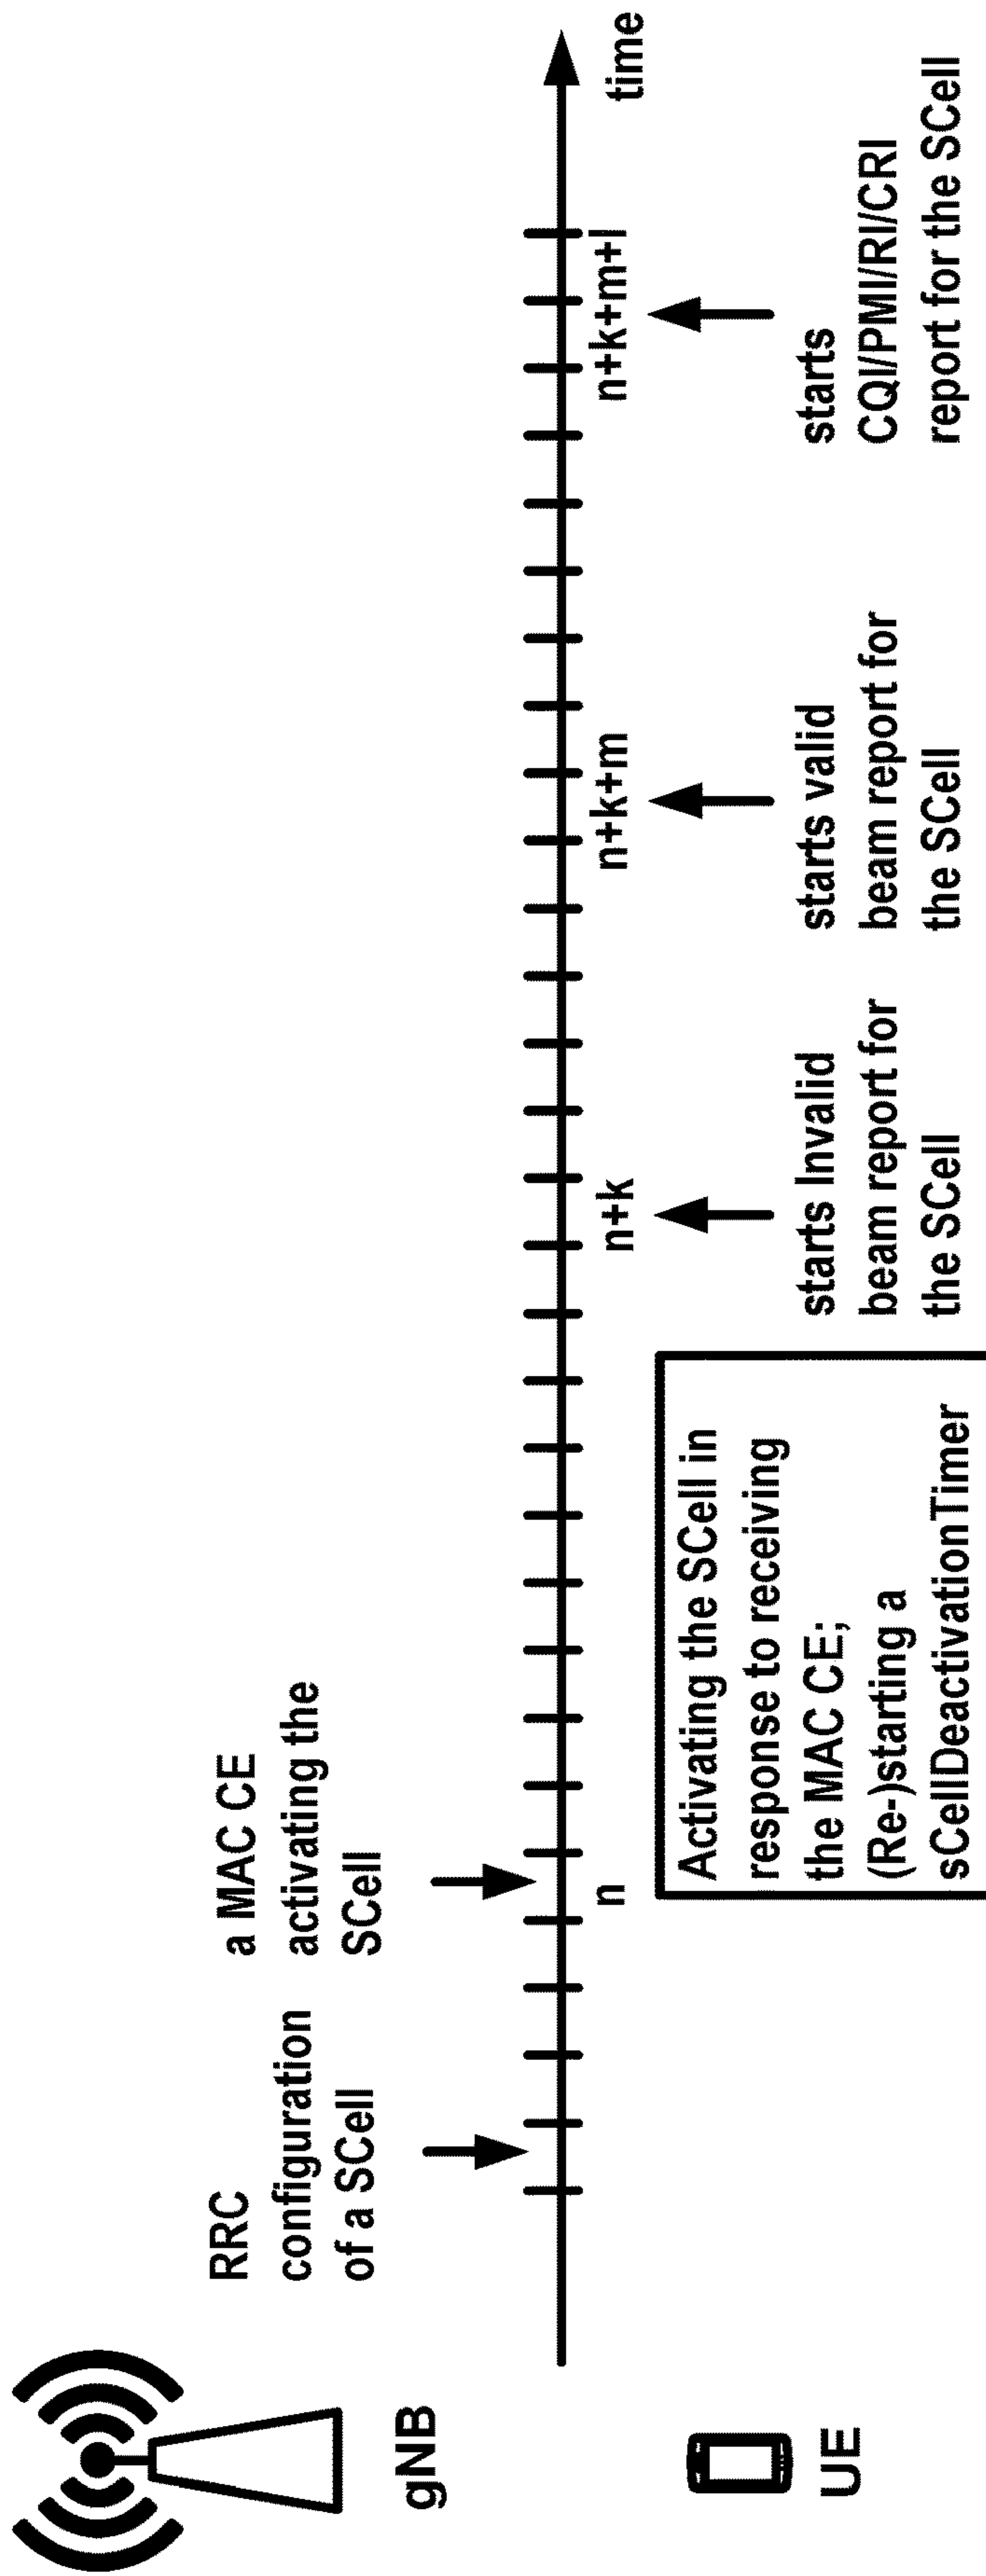 gNB
RRC
configuration
of a SCell
a MAC CE
activating the
SCell
time
n
n+k
n+k+m
n+k+m+l
UE
Activating the SCell in
response to receiving
the MAC CE;
(Re-)starting a
sCellDeactivationTimer
starts Invalid
beam report for
the SCell
starts valid
beam report for
the SCell
starts
CQI/PMI/RI/CRI
report for the SCell